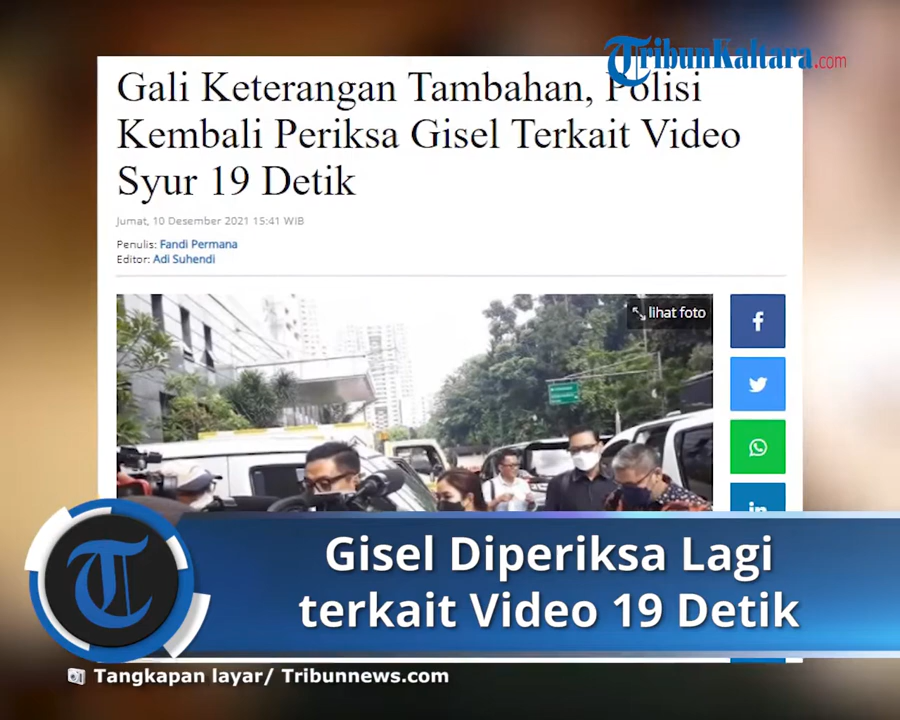 TribunKaltara.com
Gali Keterangan Tambahan, Polisi
Kembali Periksa Gisel Terkait Video
Syur 19 Detik
Jumat, 10 Desember 2021 15:41 WIB
Penulis: Fandi Permana
Editor: Adi Suhendi
lihat foto
f
in
T
Gisel Diperiksa Lagi
terkait Video 19 Detik
Tangkapan layar/ Tribunnews.com